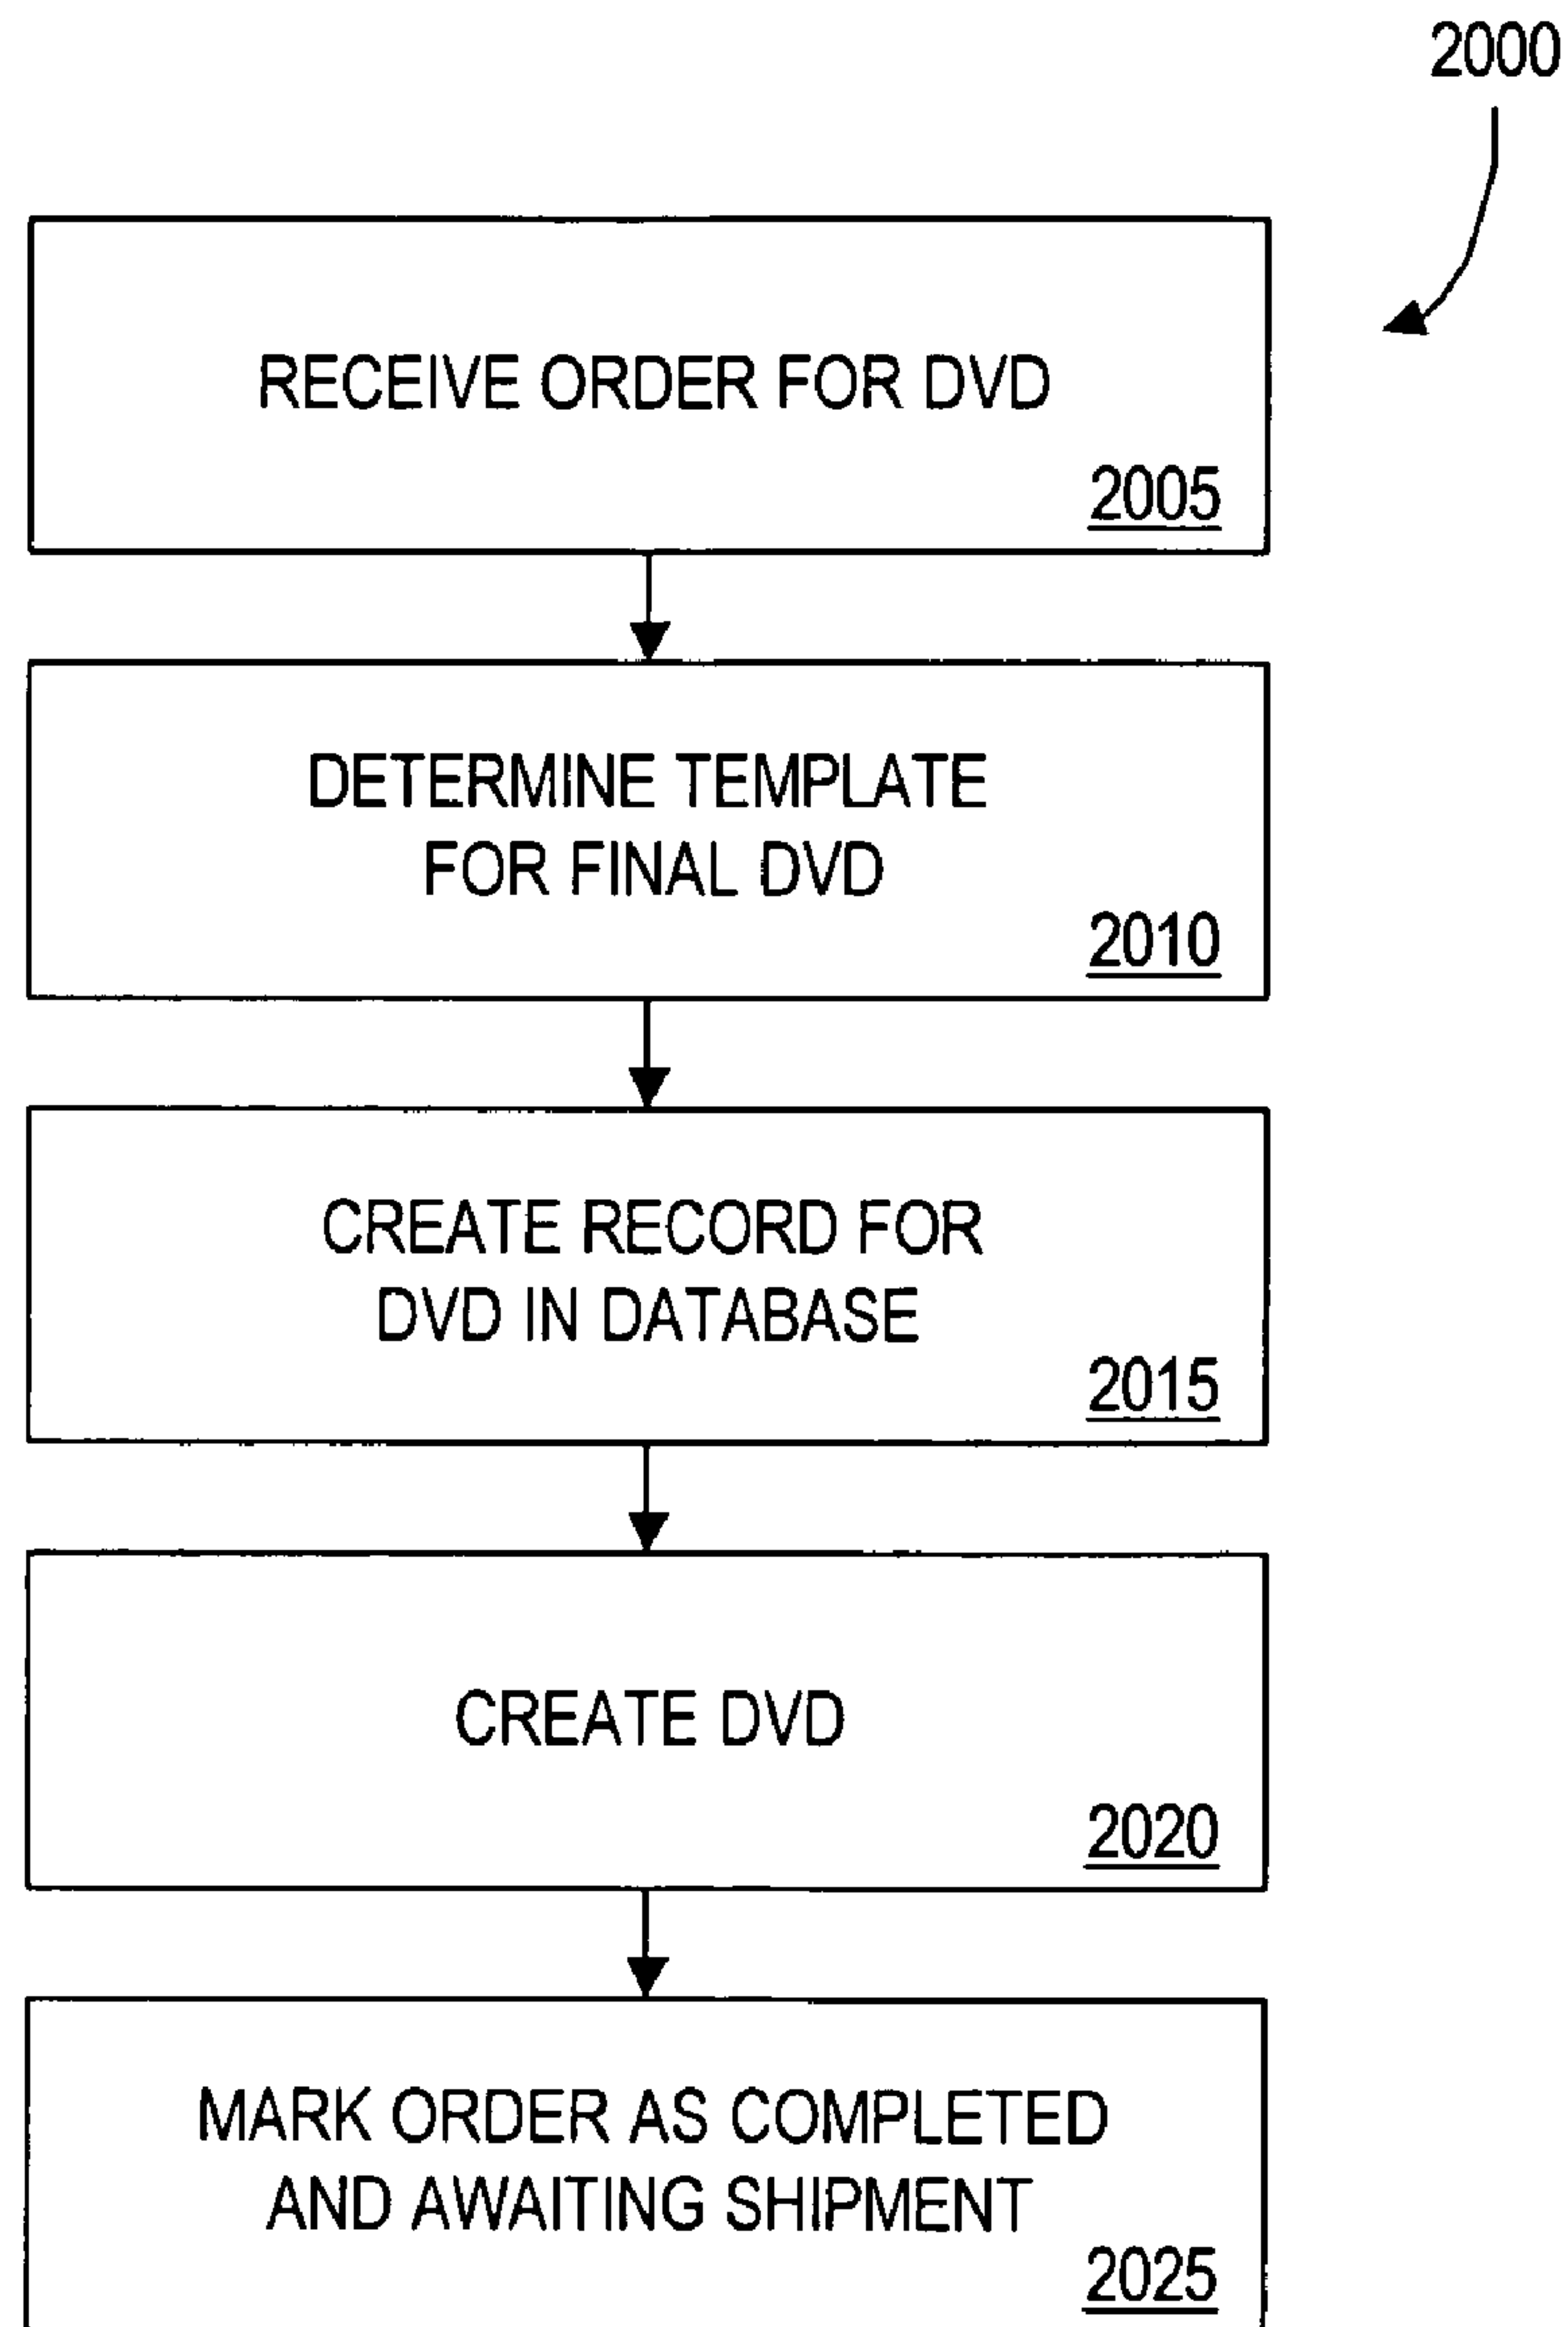 2000
RECEIVE ORDER FOR DVD
2005
DETERMINE TEMPLATE
FOR FINAL DVD
2010
CREATE RECORD FOR
DVD IN DATABASE
2015
CREATE DVD
2020
MARK ORDER AS COMPLETED
AND AWAITING SHIPMENT
2025